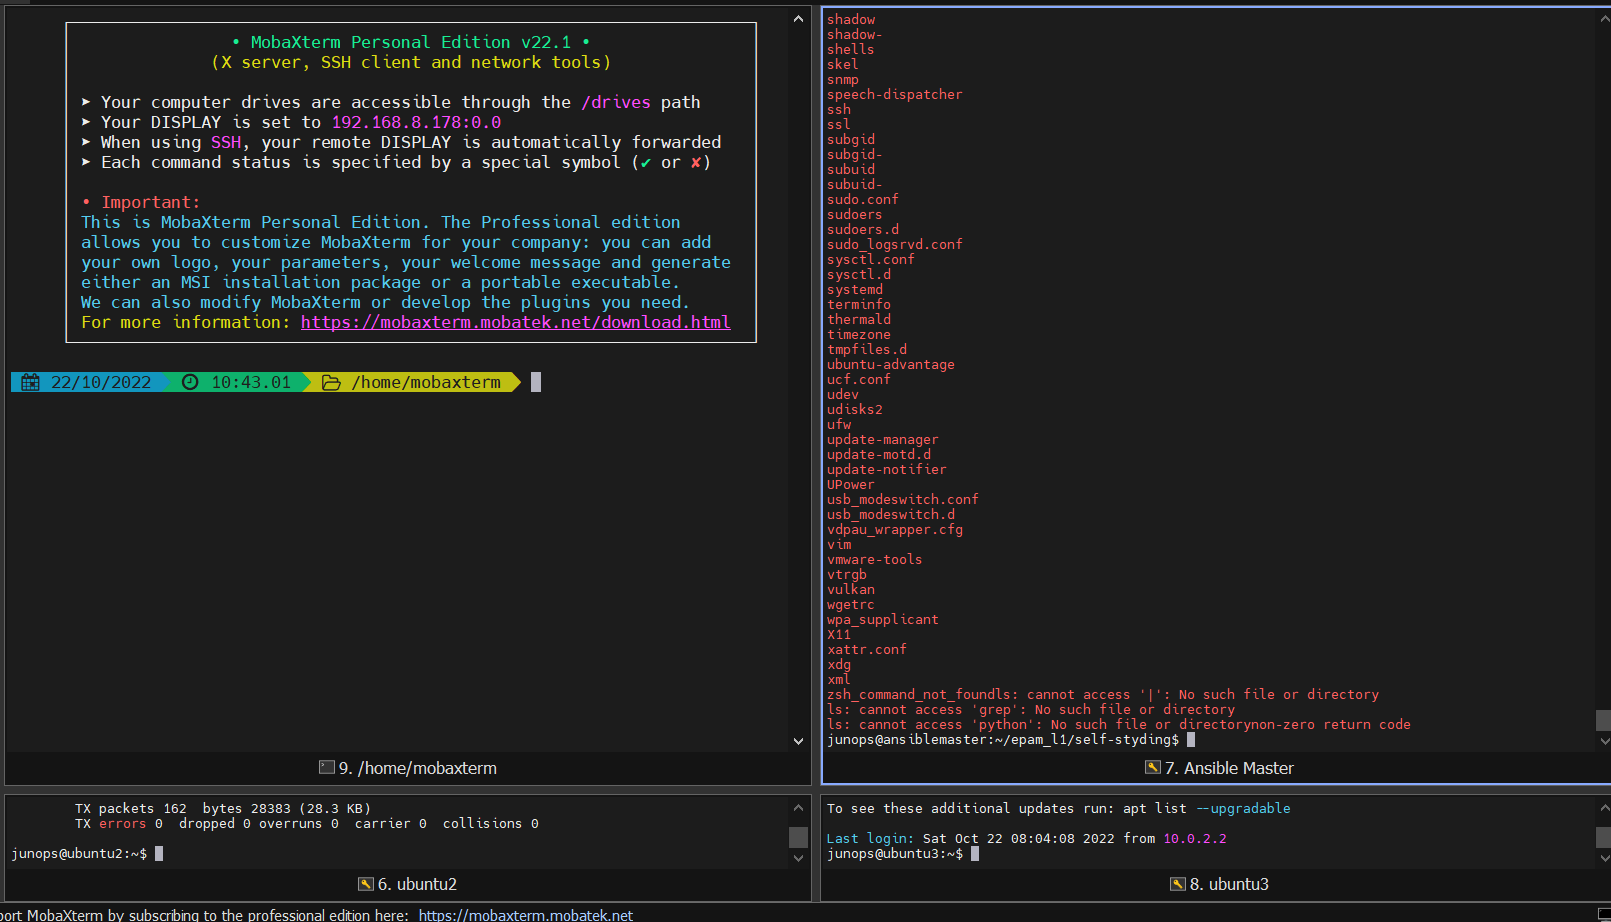 • MobaXterm Personal Edition v22.1 •
(X server, SSH client and network tools)
➤ Your computer drives are accessible through the /drives path
➤ Your DISPLAY is set to 192.168.8.178:0.0
➤ When using SSH, your remote DISPLAY is automatically forwarded
➤ Each command status is specified by a special symbol (✔ or ✘)
• Important:
This is MobaXterm Personal Edition. The Professional edition
allows you to customize MobaXterm for your company: you can add
your own logo, your parameters, your welcome message and generate
either an MSI installation package or a portable executable.
We can also modify MobaXterm or develop the plugins you need.
For more information: https://mobaxterm.mobatek.net/download.html
22/10/2022 10:43.01 /home/mobaxterm
9. /home/mobaxterm
shadow
shadow-
shells
skel
snmp
speech-dispatcher
ssh
ssl
subgid
subgid-
subuid
subuid-
sudo.conf
sudoers
sudoers.d
sudo_logsrvd.conf
sysctl.conf
sysctl.d
systemd
terminfo
thermald
timezone
tmpfiles.d
ubuntu-advantage
ucf.conf
udev
udisks2
ufw
update-manager
update-motd.d
update-notifier
UPower
usb_modeswitch.conf
usb_modeswitch.d
vdpau_wrapper.cfg
vim
vmware-tools
vtrgb
vulkan
wgetrc
wpa_supplicant
X11
xattr.conf
xdg
xml
zsh_command_not_foundls: cannot access '|': No such file or directory
ls: cannot access 'grep': No such file or directory
ls: cannot access 'python': No such file or directorynon-zero return code
junops@ansiblemaster:~/epam_l1/self-styding$
7. Ansible Master
TX packets 162 bytes 28383 (28.3 KB)
TX errors 0 dropped 0 overruns 0 carrier 0 collisions 0
junops@ubuntu2:~$
6. ubuntu2
To see these additional updates run: apt list --upgradable
Last login: Sat Oct 22 08:04:08 2022 from 10.0.2.2
junops@ubuntu3:~$
8. ubuntu3
port MobaXterm by subscribing to the professional edition here: https://mobaxterm.mobatek.net